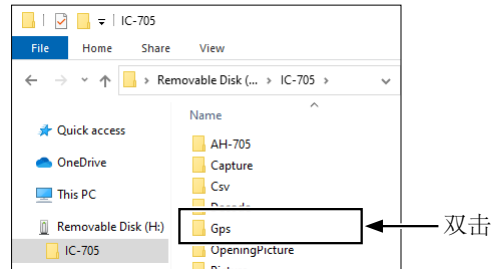 IC-705
File Home Share View
Removable Disk (... > IC-705 >
Name
Quick access
OneDrive
This PC
Removable Disk (H:)
IC-705
AH-705
Capture
Csv
Gps
OpeningPicture
双击